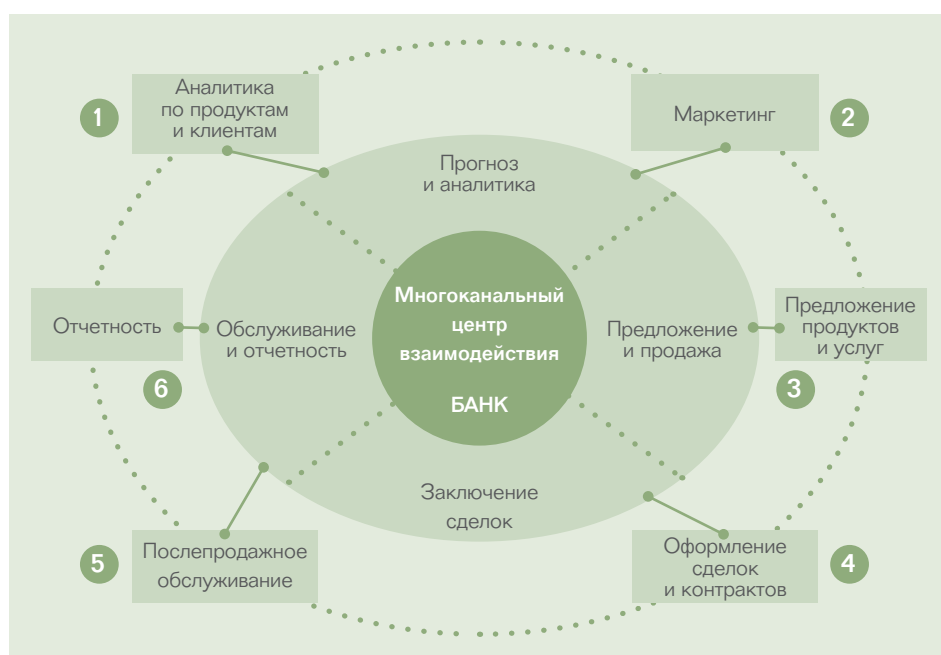 1
Аналитика
по продуктам
и клиентам
Маркетинг
2
Прогноз
и аналитика
Многоканальный
центр
взаимодействия
БАНК
Отчетность
Обслуживание
и отчетность
Предложение
и продажа
Предложение
продуктов
и услуг
6
3
Заключение
сделок
5
Послепродажное
обслуживание
Оформление
сделок
и контрактов
4